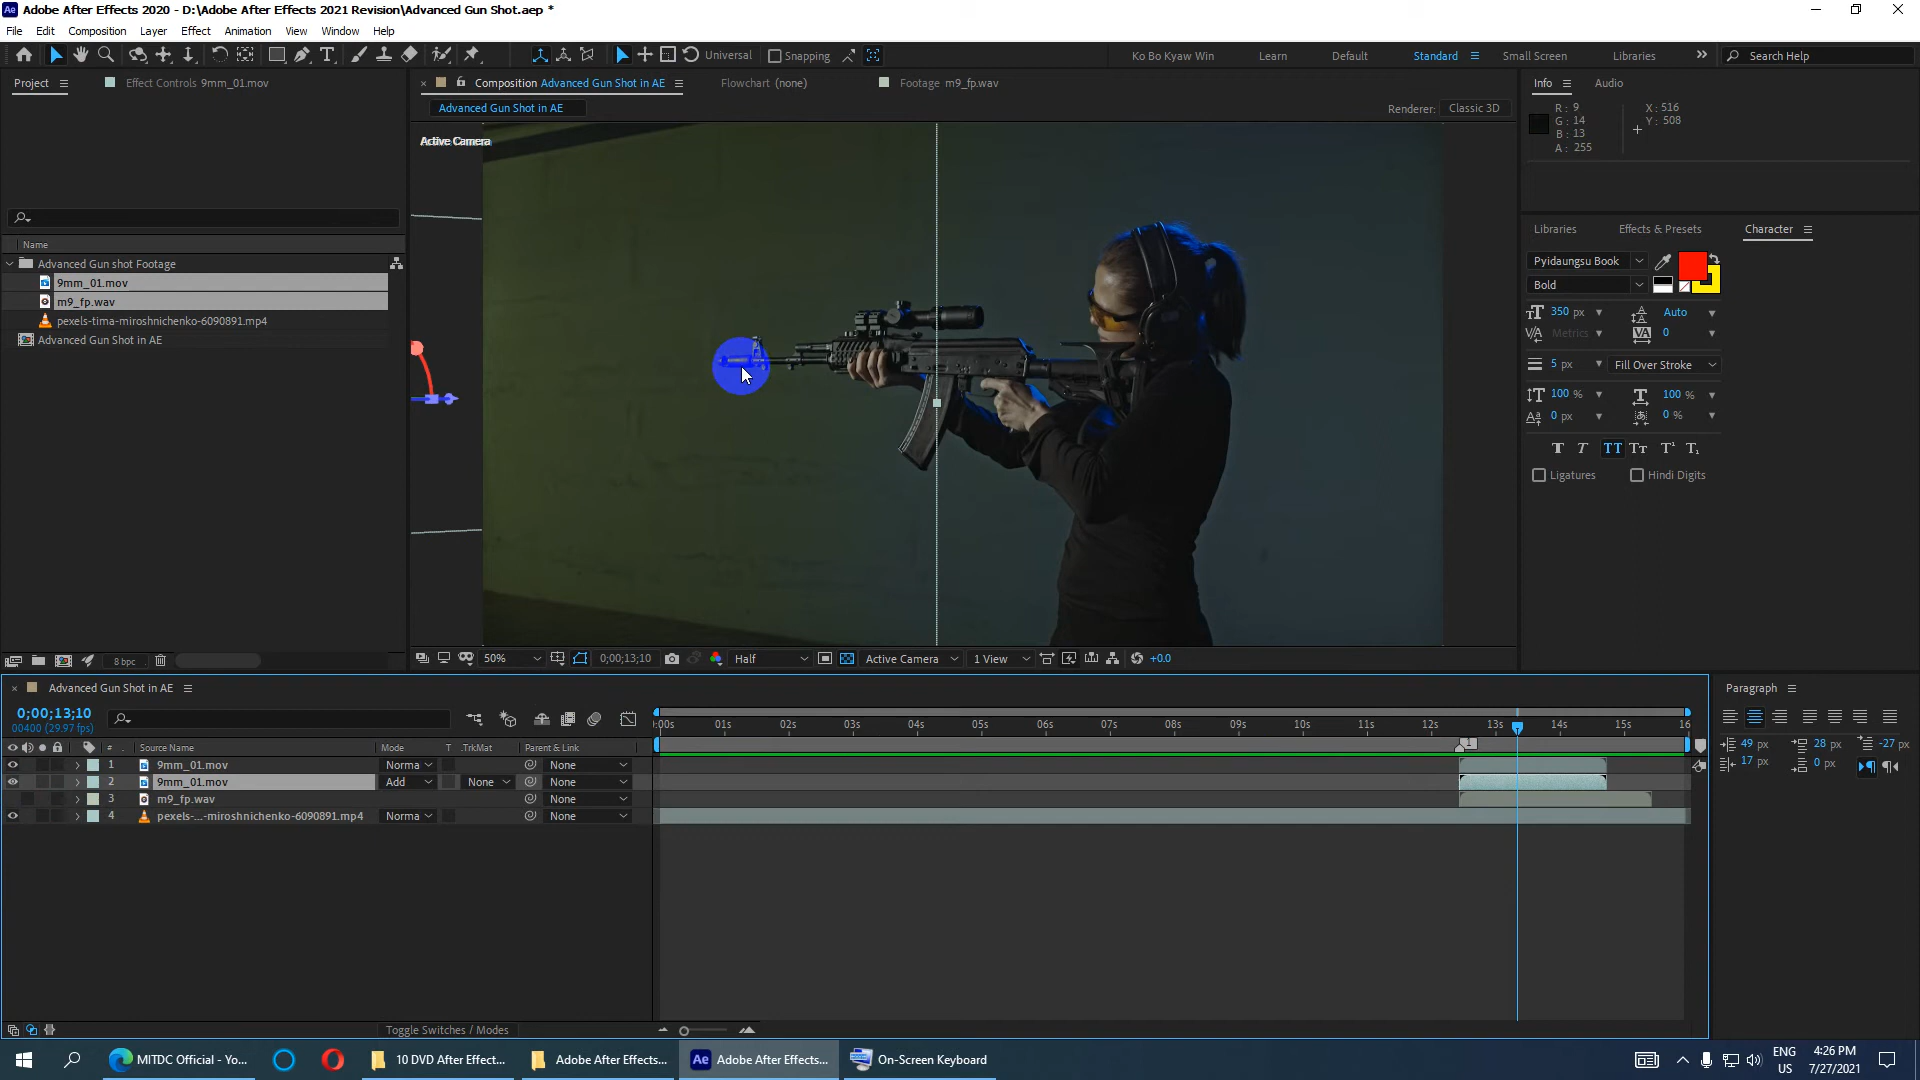 Adobe After Effects 2020 - D:\Adobe After Effects 2021 Revision\Advanced Gun Shot.aep *
File Edit Composition Layer Effect Animation View Window Help
Universal Snapping Ko Bo Kyaw Win Learn Default Standard Small Screen Libraries Search Help
Project Effect Controls 9mm_01.mov Composition Advanced Gun Shot in AE Flowchart (none) Footage m9_fp.wav Info Audio
Advanced Gun Shot in AE Renderer: Classic 3D
R : 9 X : 516
G : 14 Y : 508
B : 13
A : 255
Active Camera
Name
Advanced Gun shot Footage
9mm_01.mov
m9_fp.wav
pexels-tima-miroshnichenko-6090891.mp4
Advanced Gun Shot in AE
Libraries Effects & Presets Character
Pyidaungsu Book
Bold
350 px Auto
Metrics 0
5 px Fill Over Stroke
100 % 100 %
0 px 0 %
Ligatures Hindi Digits
8 bpc 50% 0;00;13;10 Half Active Camera 1 View +0.0
Advanced Gun Shot in AE
0;00;13;10
00400 (29.97 fps)
:00s 01s 02s 03s 04s 05s 06s 07s 08s 09s 10s 11s 12s 13s 14s 15s 16
1
# Source Name Mode T .TrkMat Parent & Link
1 9mm_01.mov Norma None
2 9mm_01.mov Add None None
3 m9_fp.wav None
4 pexels-...-miroshnichenko-6090891.mp4 Norma None
Toggle Switches / Modes
Paragraph
49 px 28 px -27 px
17 px 0 px
MITDC Official - Yo... 10 DVD After Effect... Adobe After Effects... Ae Adobe After Effects... On-Screen Keyboard
ENG US
4:26 PM
7/27/2021